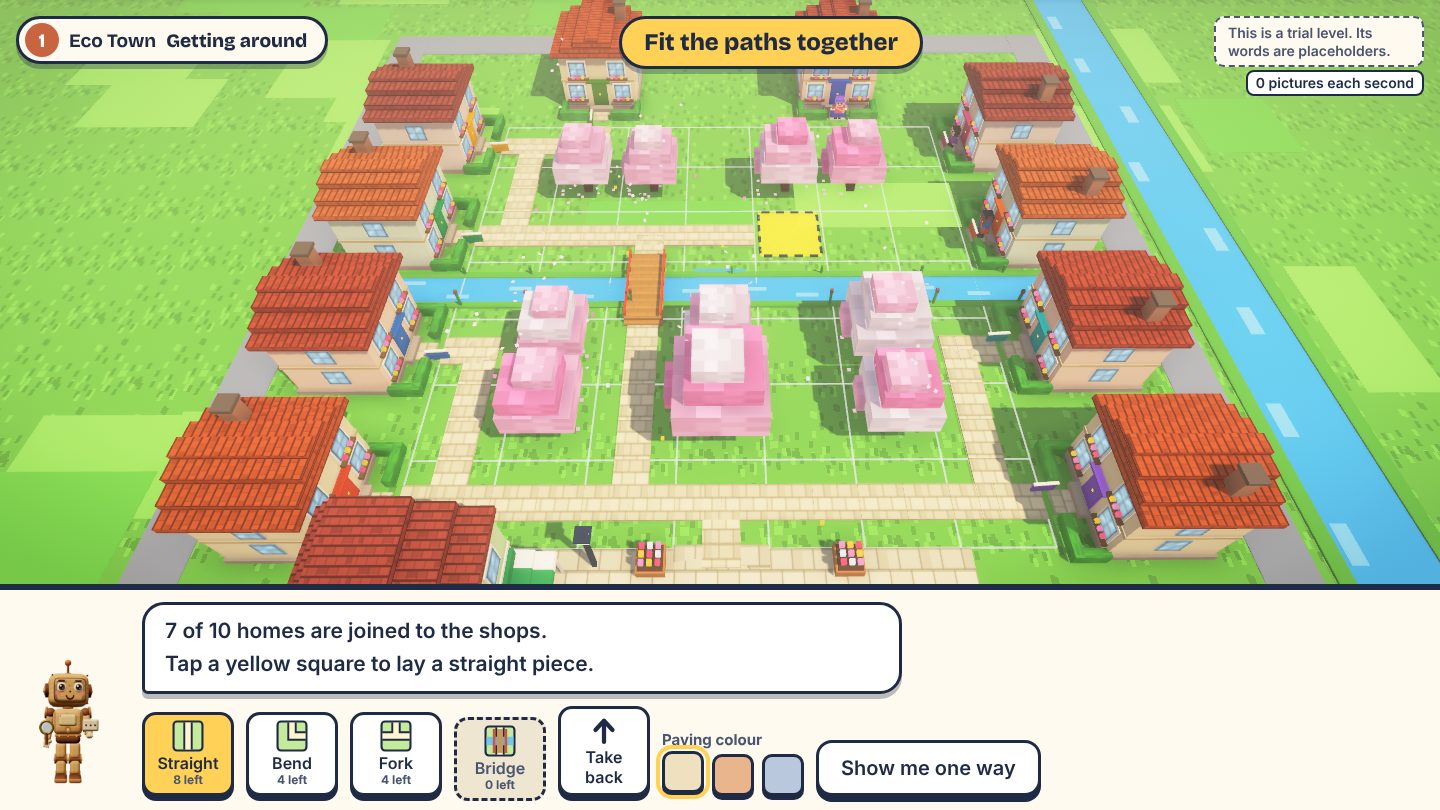 1 Eco Town Getting around
Fit the paths together
This is a trial level. Its
words are placeholders.
0 pictures each second
7 of 10 homes are joined to the shops.
Tap a yellow square to lay a straight piece.
Straight
8 left
Bend
4 left
Fork
4 left
Bridge
0 left
Take
back
Paving colour
Show me one way